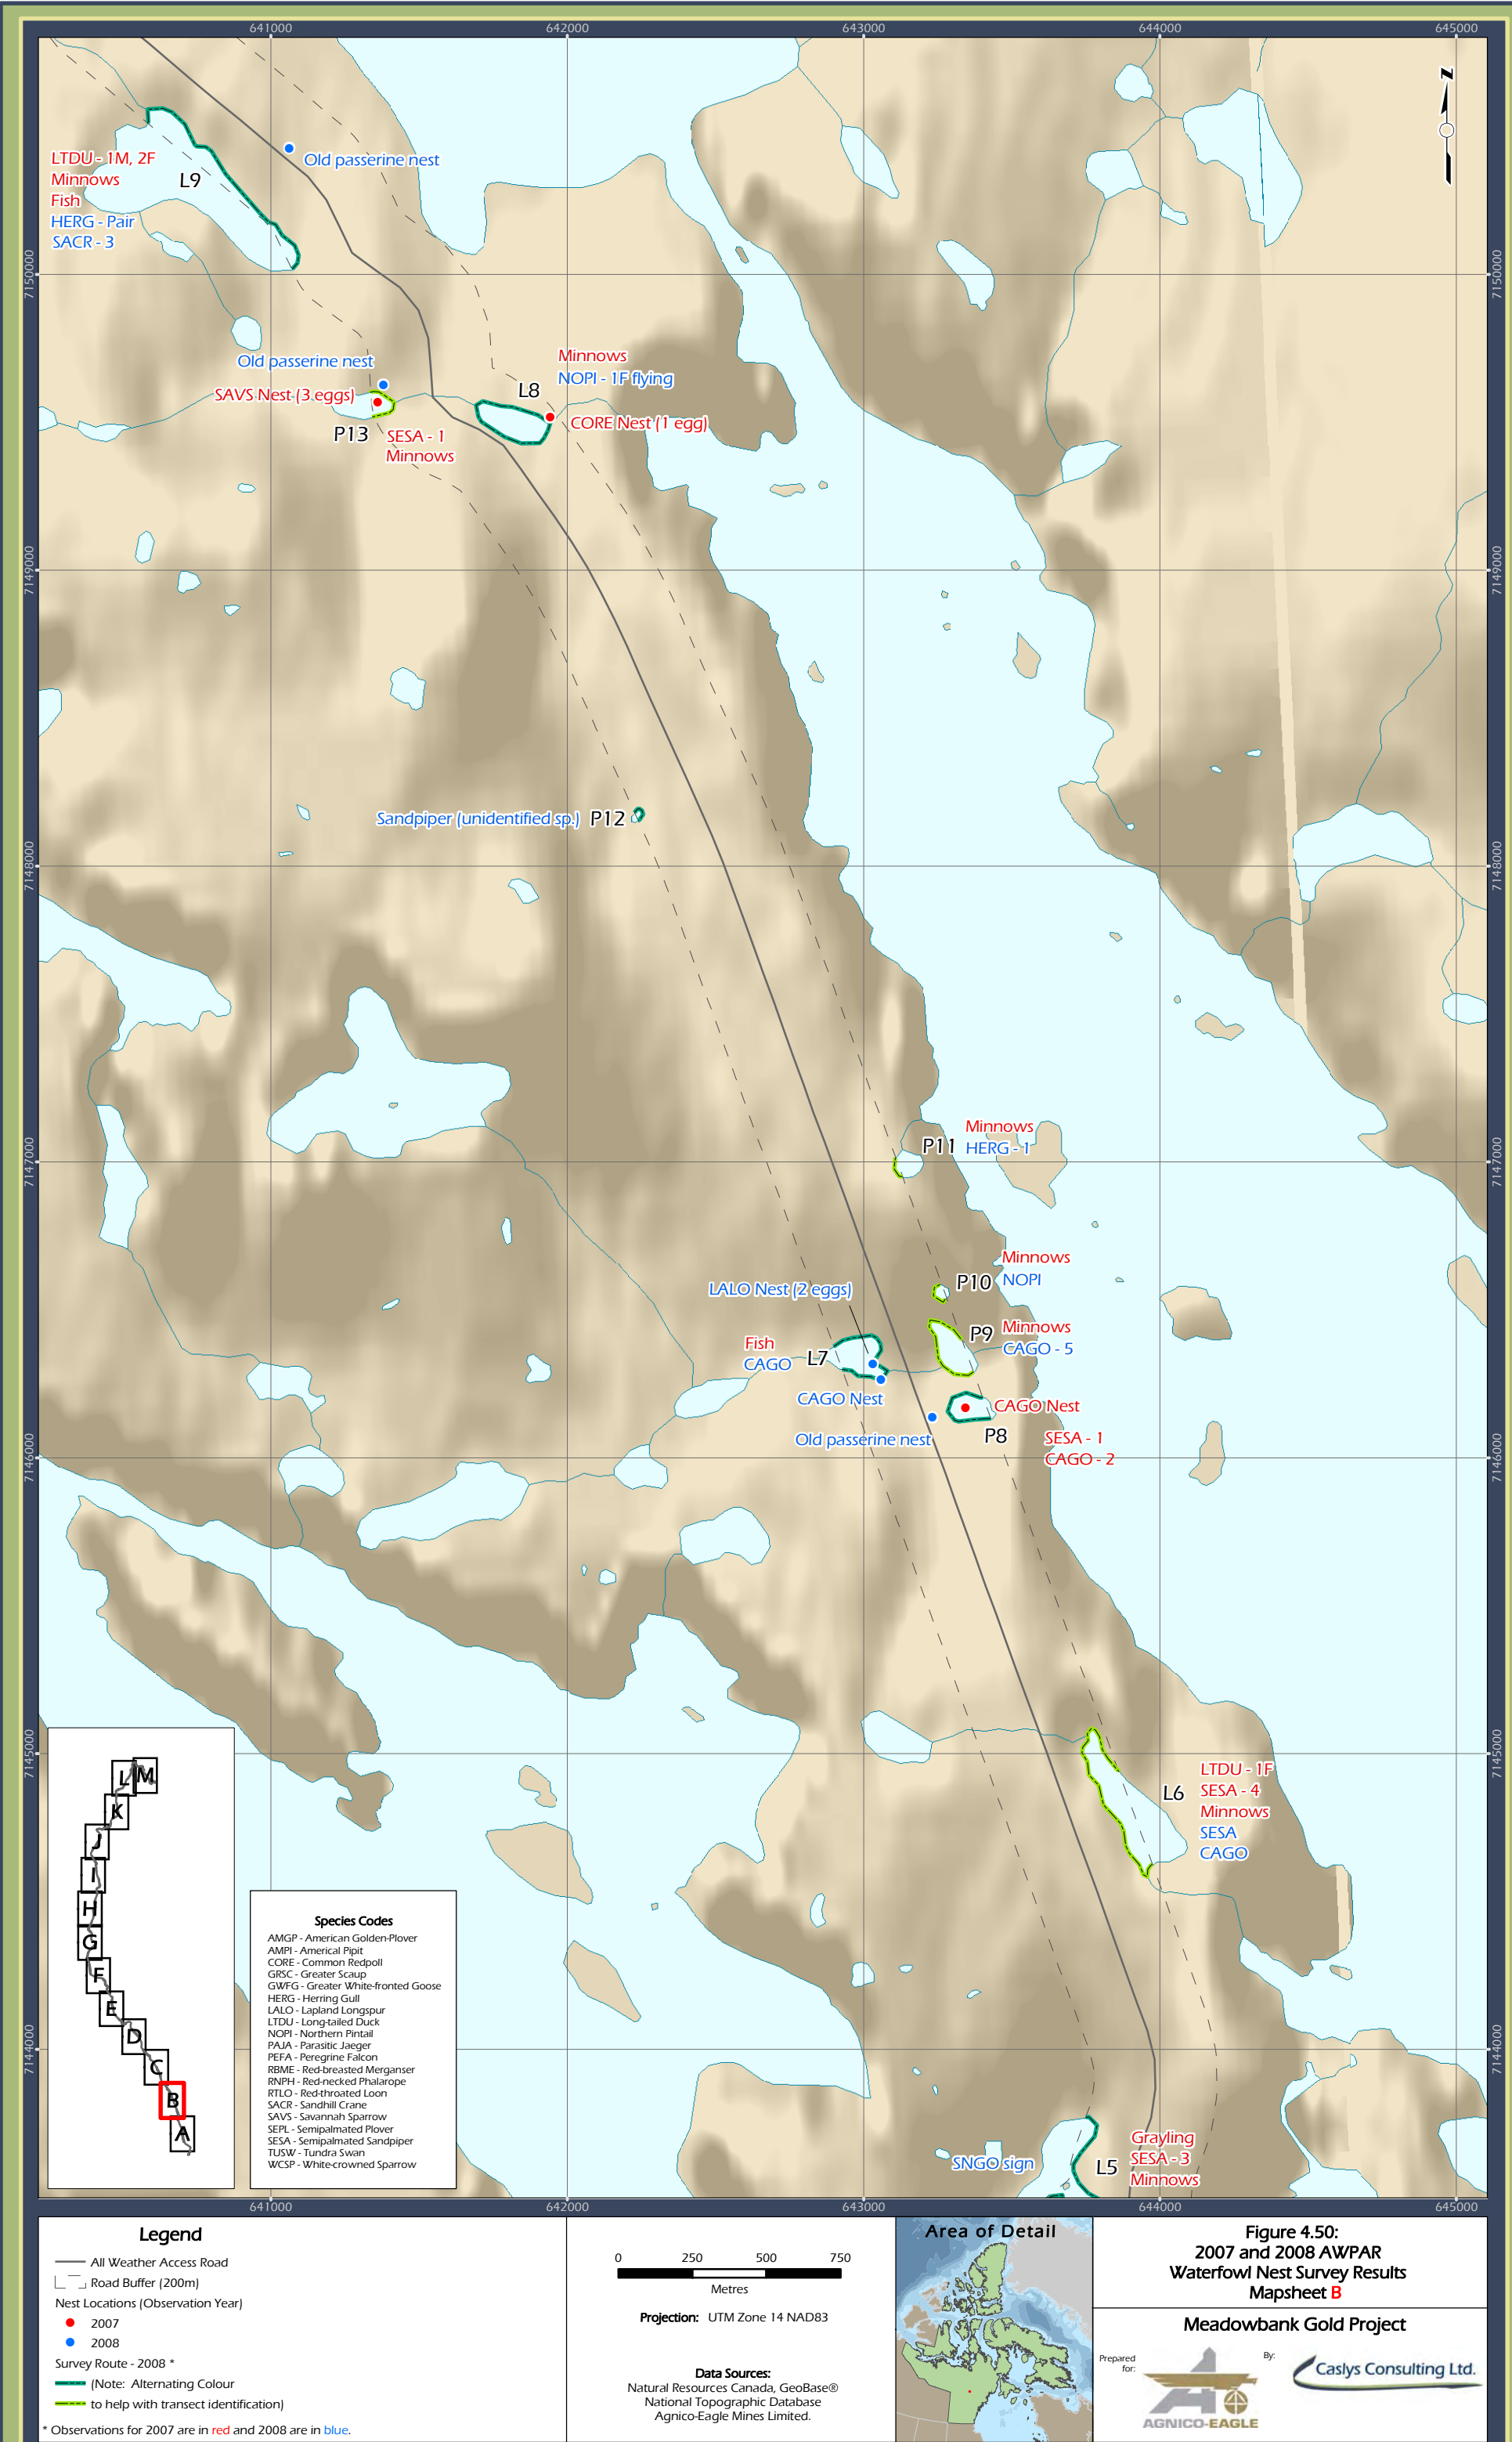 641000 642000 643000 644000 645000
Z
Old passerine nest
LTDU - 1M, 2F
Minnows
Fish
HERG - Pair
SACR - 3
L9
7150000 7150000
Old passerine nest
SAVS Nest (3 eggs)
P13
SESA - 1
Minnows
Minnows
NOPI - 1F flying
L8
CORE Nest (1 egg)
7149000 7149000
Sandpiper (unidentified sp.)
P12
7148000 7148000
Minnows
P11
HERG - 1
7147000 7147000
Minnows
P10
NOPI
LALO Nest (2 eggs)
Minnows
P9
CAGO - 5
Fish
CAGO
L7
CAGO Nest
CAGO Nest
Old passerine nest
P8
SESA - 1
CAGO - 2
7146000 7146000
7145000 7145000
LTDU - 1F
SESA - 4
Minnows
SESA
CAGO
L6
7144000 7144000
SNGO sign
L5
Grayling
SESA - 3
Minnows
L M
K
J
I
H
G
F
E
D
C
B
A
Species Codes
AMGP - American Golden-Plover
AMPI - Americal Pipit
CORE - Common Redpoll
GRSC - Greater Scaup
GWFG - Greater White-fronted Goose
HERG - Herring Gull
LALO - Lapland Longspur
LTDU - Long-tailed Duck
NOPI - Northern Pintail
PAJA - Parasitic Jaeger
PEFA - Peregrine Falcon
RBME - Red-breasted Merganser
RNPH - Red-necked Phalarope
RTLO - Red-throated Loon
SACR - Sandhill Crane
SAVS - Savannah Sparrow
SEPL - Semipalmated Plover
SESA - Semipalmated Sandpiper
TUSW - Tundra Swan
WCSP - White-crowned Sparrow
641000 642000 643000 644000 645000
Legend
All Weather Access Road
Road Buffer (200m)
Nest Locations (Observation Year)
2007
2008
Survey Route - 2008 *
(Note: Alternating Colour
to help with transect identification)
* Observations for 2007 are in red and 2008 are in blue.
0 250 500 750
Metres
Projection: UTM Zone 14 NAD83
Data Sources:
Natural Resources Canada, GeoBase®
National Topographic Database
Agnico-Eagle Mines Limited.
Area of Detail
Figure 4.50:
2007 and 2008 AWPAR
Waterfowl Nest Survey Results
Mapsheet B
Meadowbank Gold Project
Prepared
for:
AGNICO-EAGLE
By:
Caslys Consulting Ltd.